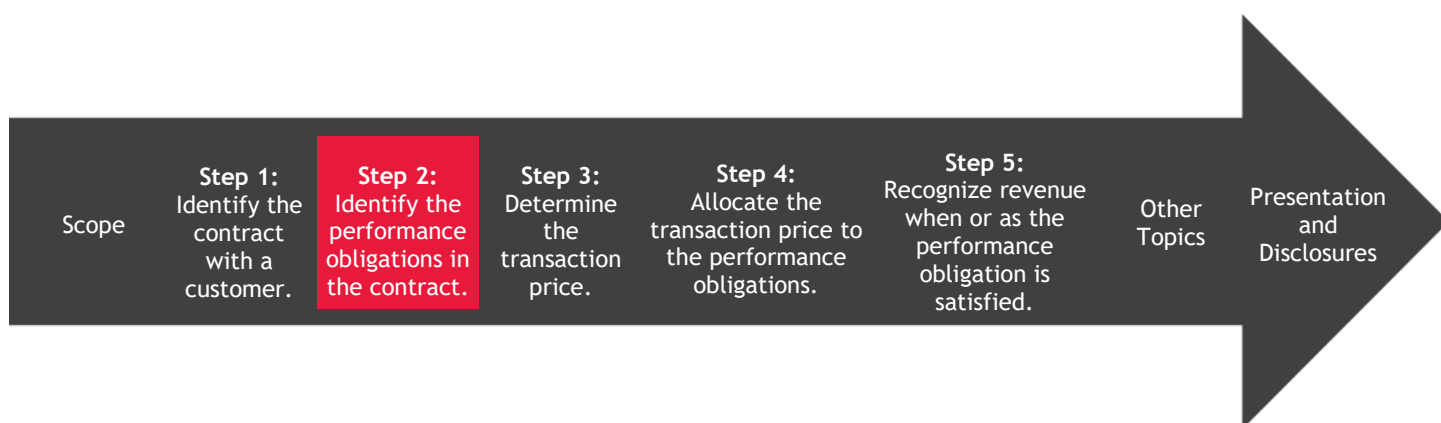 Scope
Step 1:
Identify the
contract
with a
customer.
Step 2:
Identify the
performance
obligations in
the contract.
Step 3:
Determine
the
transaction
price.
Step 4:
Allocate the
transaction price to
the performance
obligations.
Step 5:
Recognize revenue
when or as the
performance
obligation is
satisfied.
Other
Topics
Presentation
and
Disclosures